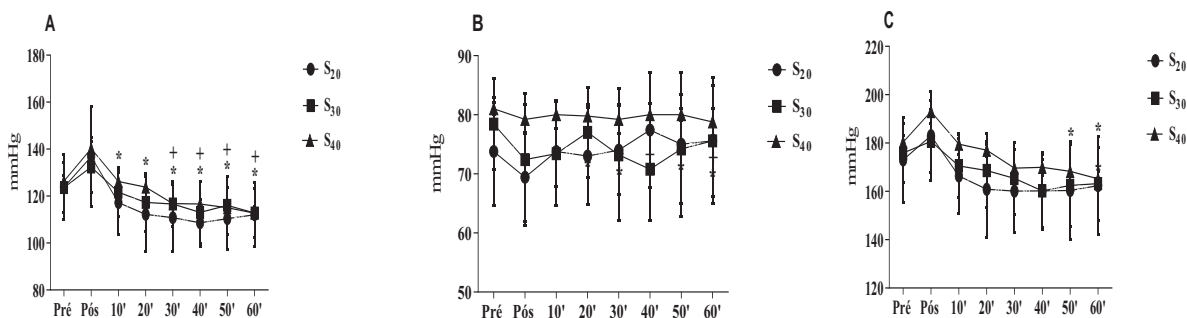 A
180
160
140
120
100
80
mmHg
* * + + + +
* * * *
Pré Pós 10' 20' 30' 40' 50' 60'
S20
S30
S40
B
90
80
70
60
50
mmHg
Pré Pós 10' 20' 30' 40' 50' 60'
S20
S30
S40
C
220
200
180
160
140
120
mmHg
* *
Pré Pós 10' 20' 30' 40' 50' 60'
S20
S30
S40